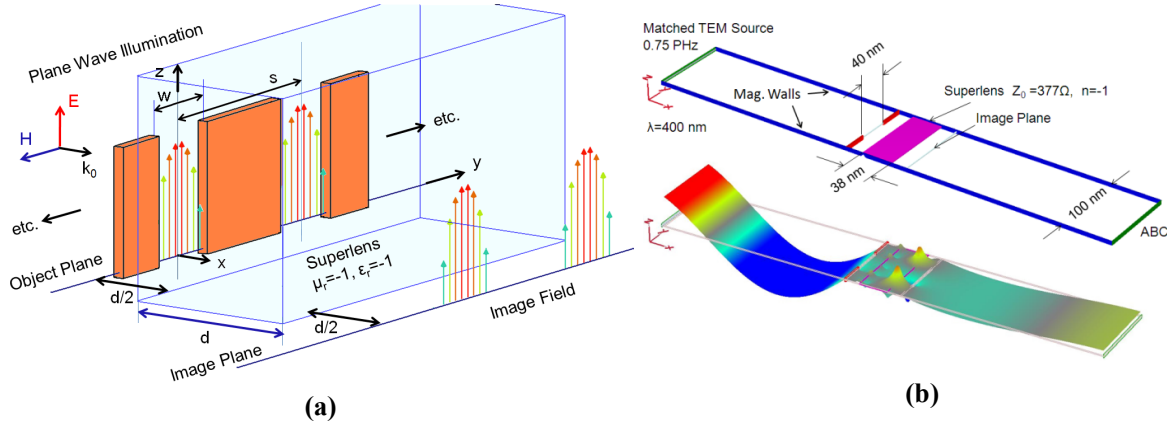 Plane Wave Illumination
z
s
w
E
H
k0
etc.
etc.
y
x
Object Plane
d/2
Superlens
μr=-1, εr=-1
d
d/2
Image Plane
Image Field
(a)
Matched TEM Source
0.75 PHz
40 nm
Mag. Walls
Superlens Z0 =377Ω, n=-1
Image Plane
λ=400 nm
38 nm
100 nm
ABC
(b)